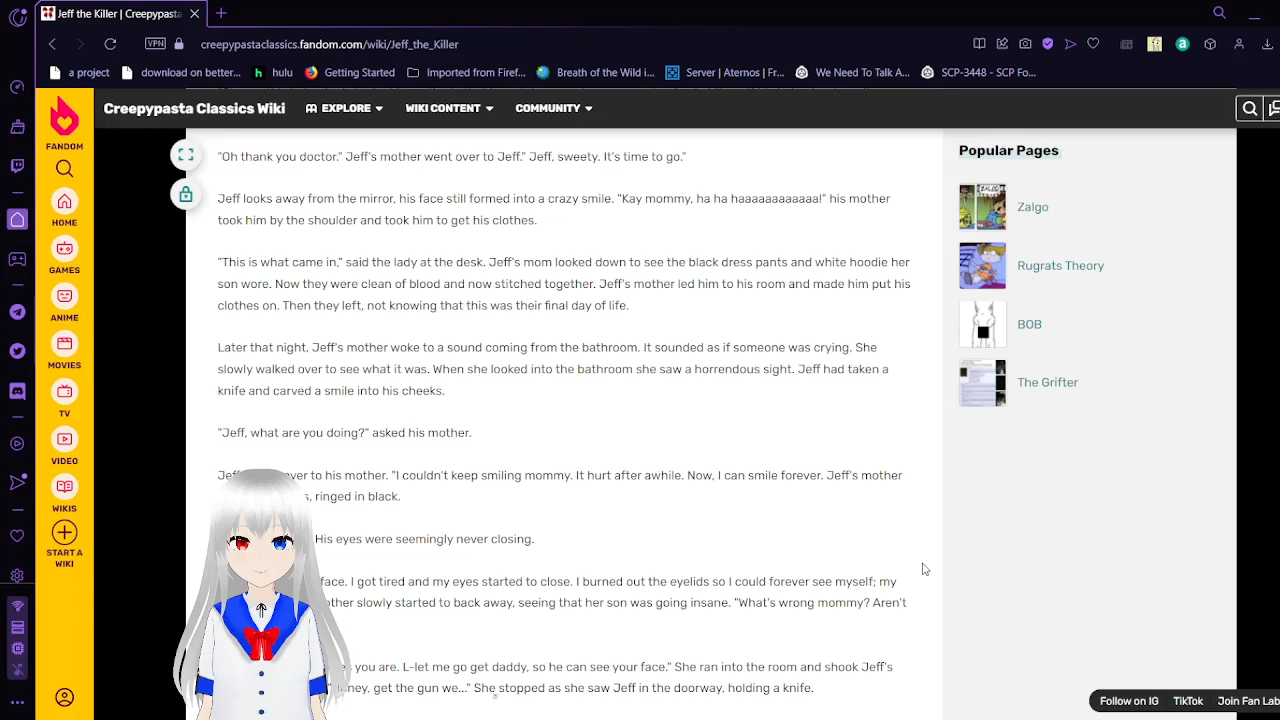 Jeff the Killer | Creepypasta
VPN
creepypastaclassics.fandom.com/wiki/Jeff_the_Killer
a project
download on better...
hulu
Getting Started
Imported from Firef...
Breath of the Wild i...
Server | Aternos | Fr...
We Need To Talk A...
SCP-3448 - SCP Fo...
Creepypasta Classics Wiki
EXPLORE
WIKI CONTENT
COMMUNITY
FANDOM
HOME
GAMES
ANIME
MOVIES
TV
VIDEO
WIKIS
START A
WIKI
"Oh thank you doctor." Jeff's mother went over to Jeff." Jeff, sweety. It's time to go."
Jeff looks away from the mirror, his face still formed into a crazy smile. "Kay mommy, ha ha haaaaaaaaaaaa!" his mother
took him by the shoulder and took him to get his clothes.
"This is what came in," said the lady at the desk. Jeff's mom looked down to see the black dress pants and white hoodie her
son wore. Now they were clean of blood and now stitched together. Jeff's mother led him to his room and made him put his
clothes on. Then they left, not knowing that this was their final day of life.
Later that night, Jeff's mother woke to a sound coming from the bathroom. It sounded as if someone was crying. She
slowly walked over to see what it was. When she looked into the bathroom she saw a horrendous sight. Jeff had taken a
knife and carved a smile into his cheeks.
"Jeff, what are you doing?" asked his mother.
over to his mother. "I couldn't keep smiling mommy. It hurt after awhile. Now, I can smile forever. Jeff's mother
ringed in black.
His eyes were seemingly never closing.
face. I got tired and my eyes started to close. I burned out the eyelids so I could forever see myself; my
slowly started to back away, seeing that her son was going insane. "What's wrong mommy? Aren't
you are. L-let me go get daddy, so he can see your face." She ran into the room and shook Jeff's
get the gun we..." She stopped as she saw Jeff in the doorway, holding a knife.
Popular Pages
Zalgo
Rugrats Theory
BOB
The Grifter
Follow on IG
TikTok
Join Fan Lab